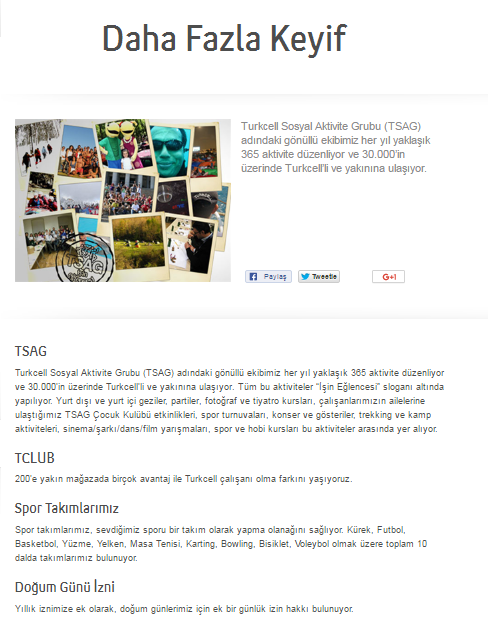 Daha Fazla Keyif
Turkcell Sosyal Aktivite Grubu (TSAG)
adındaki gönüllü ekibimiz her yıl yaklaşık
365 aktivite düzenliyor ve 30.000'in
üzerinde Turkcell'li ve yakınına ulaşıyor.
TSAG
Paylaş
Tweetle
G+1
TSAG
Turkcell Sosyal Aktivite Grubu (TSAG) adındaki gönüllü ekibimiz her yıl yaklaşık 365 aktivite düzenliyor
ve 30.000'in üzerinde Turkcell'li ve yakınına ulaşıyor. Tüm bu aktiviteler "İşin Eğlencesi" sloganı altında
yapılıyor. Yurt dışı ve yurt içi geziler, partiler, fotoğraf ve tiyatro kursları, çalışanlarımızın ailelerine
ulaştığımız TSAG Çocuk Kulübü etkinlikleri, spor turnuvaları, konser ve gösteriler, trekking ve kamp
aktiviteleri, sinema/şarkı/dans/film yarışmaları, spor ve hobi kursları bu aktiviteler arasında yer alıyor.
TCLUB
200'e yakın mağazada birçok avantaj ile Turkcell çalışanı olma farkını yaşıyoruz.
Spor Takımlarımız
Spor takımlarımız, sevdiğimiz sporu bir takım olarak yapma olanağını sağlıyor. Kürek, Futbol,
Basketbol, Yüzme, Yelken, Masa Tenisi, Karting, Bowling, Bisiklet, Voleybol olmak üzere toplam 10
dalda takımlarımız bulunuyor.
Doğum Günü İzni
Yıllık iznimize ek olarak, doğum günlerimiz için ek bir günlük izin hakkı bulunuyor.